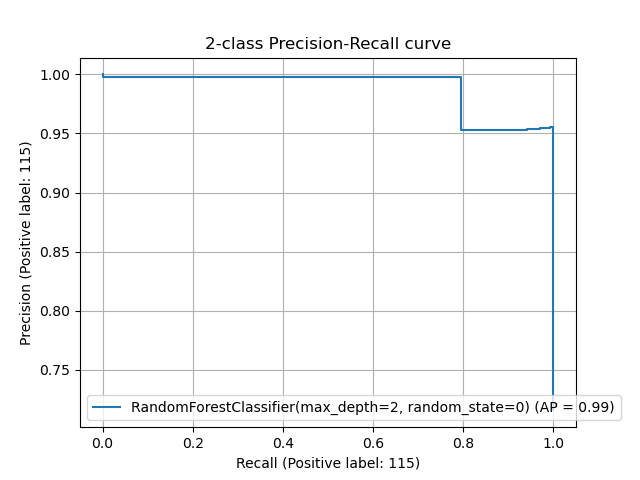 2-class Precision-Recall curve
1.00
0.95
0.90
0.85
0.80
0.75
Precision (Positive label: 115)
RandomForestClassifier(max_depth=2, random_state=0) (AP = 0.99)
0.0 0.2 0.4 0.6 0.8 1.0
Recall (Positive label: 115)